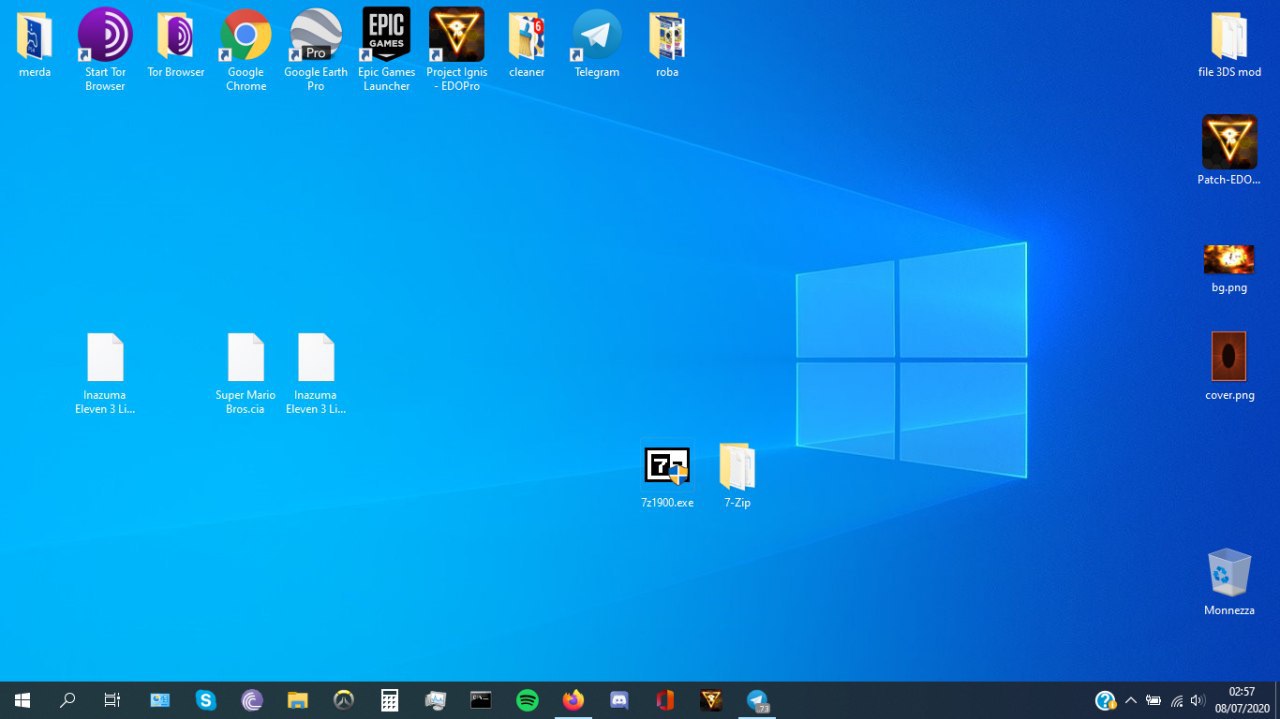 merda
Start Tor
Browser
Tor Browser
Google
Chrome
Pro
Google Earth
Pro
EPIC
GAMES
Epic Games
Launcher
Project Ignis
- EDOPro
6
cleaner
Telegram
roba
file 3DS mod
Patch-EDO...
bg.png
cover.png
Inazuma
Eleven 3 Li...
Super Mario
Bros.cia
Inazuma
Eleven 3 Li...
7z
7z1900.exe
7-Zip
Monnezza
73
02:57
08/07/2020